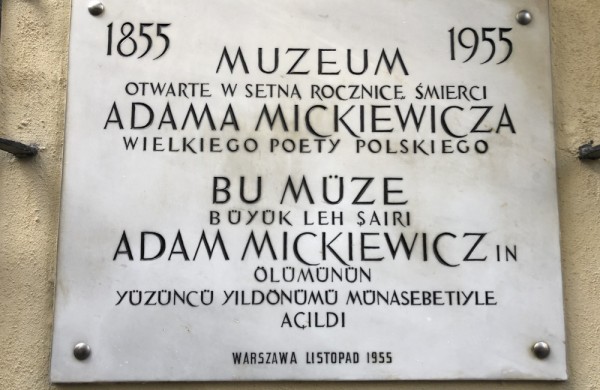 1855 1955
MUZEUM
OTWARTE W SETNĄ ROCZNICĘ ŚMIERCI
ADAMA MICKIEWICZA
WIELKIEGO POETY POLSKIEGO
BU MÜZE
BÜYÜK LEH ŞAIRI
ADAM MICKIEWICZ IN
ÖLÜMÜNÜN
YÜZÜNCÜ YILDÖNÜMÜ MÜNASEBETIYLE
AÇILDI
WARSZAWA LISTOPAD 1955